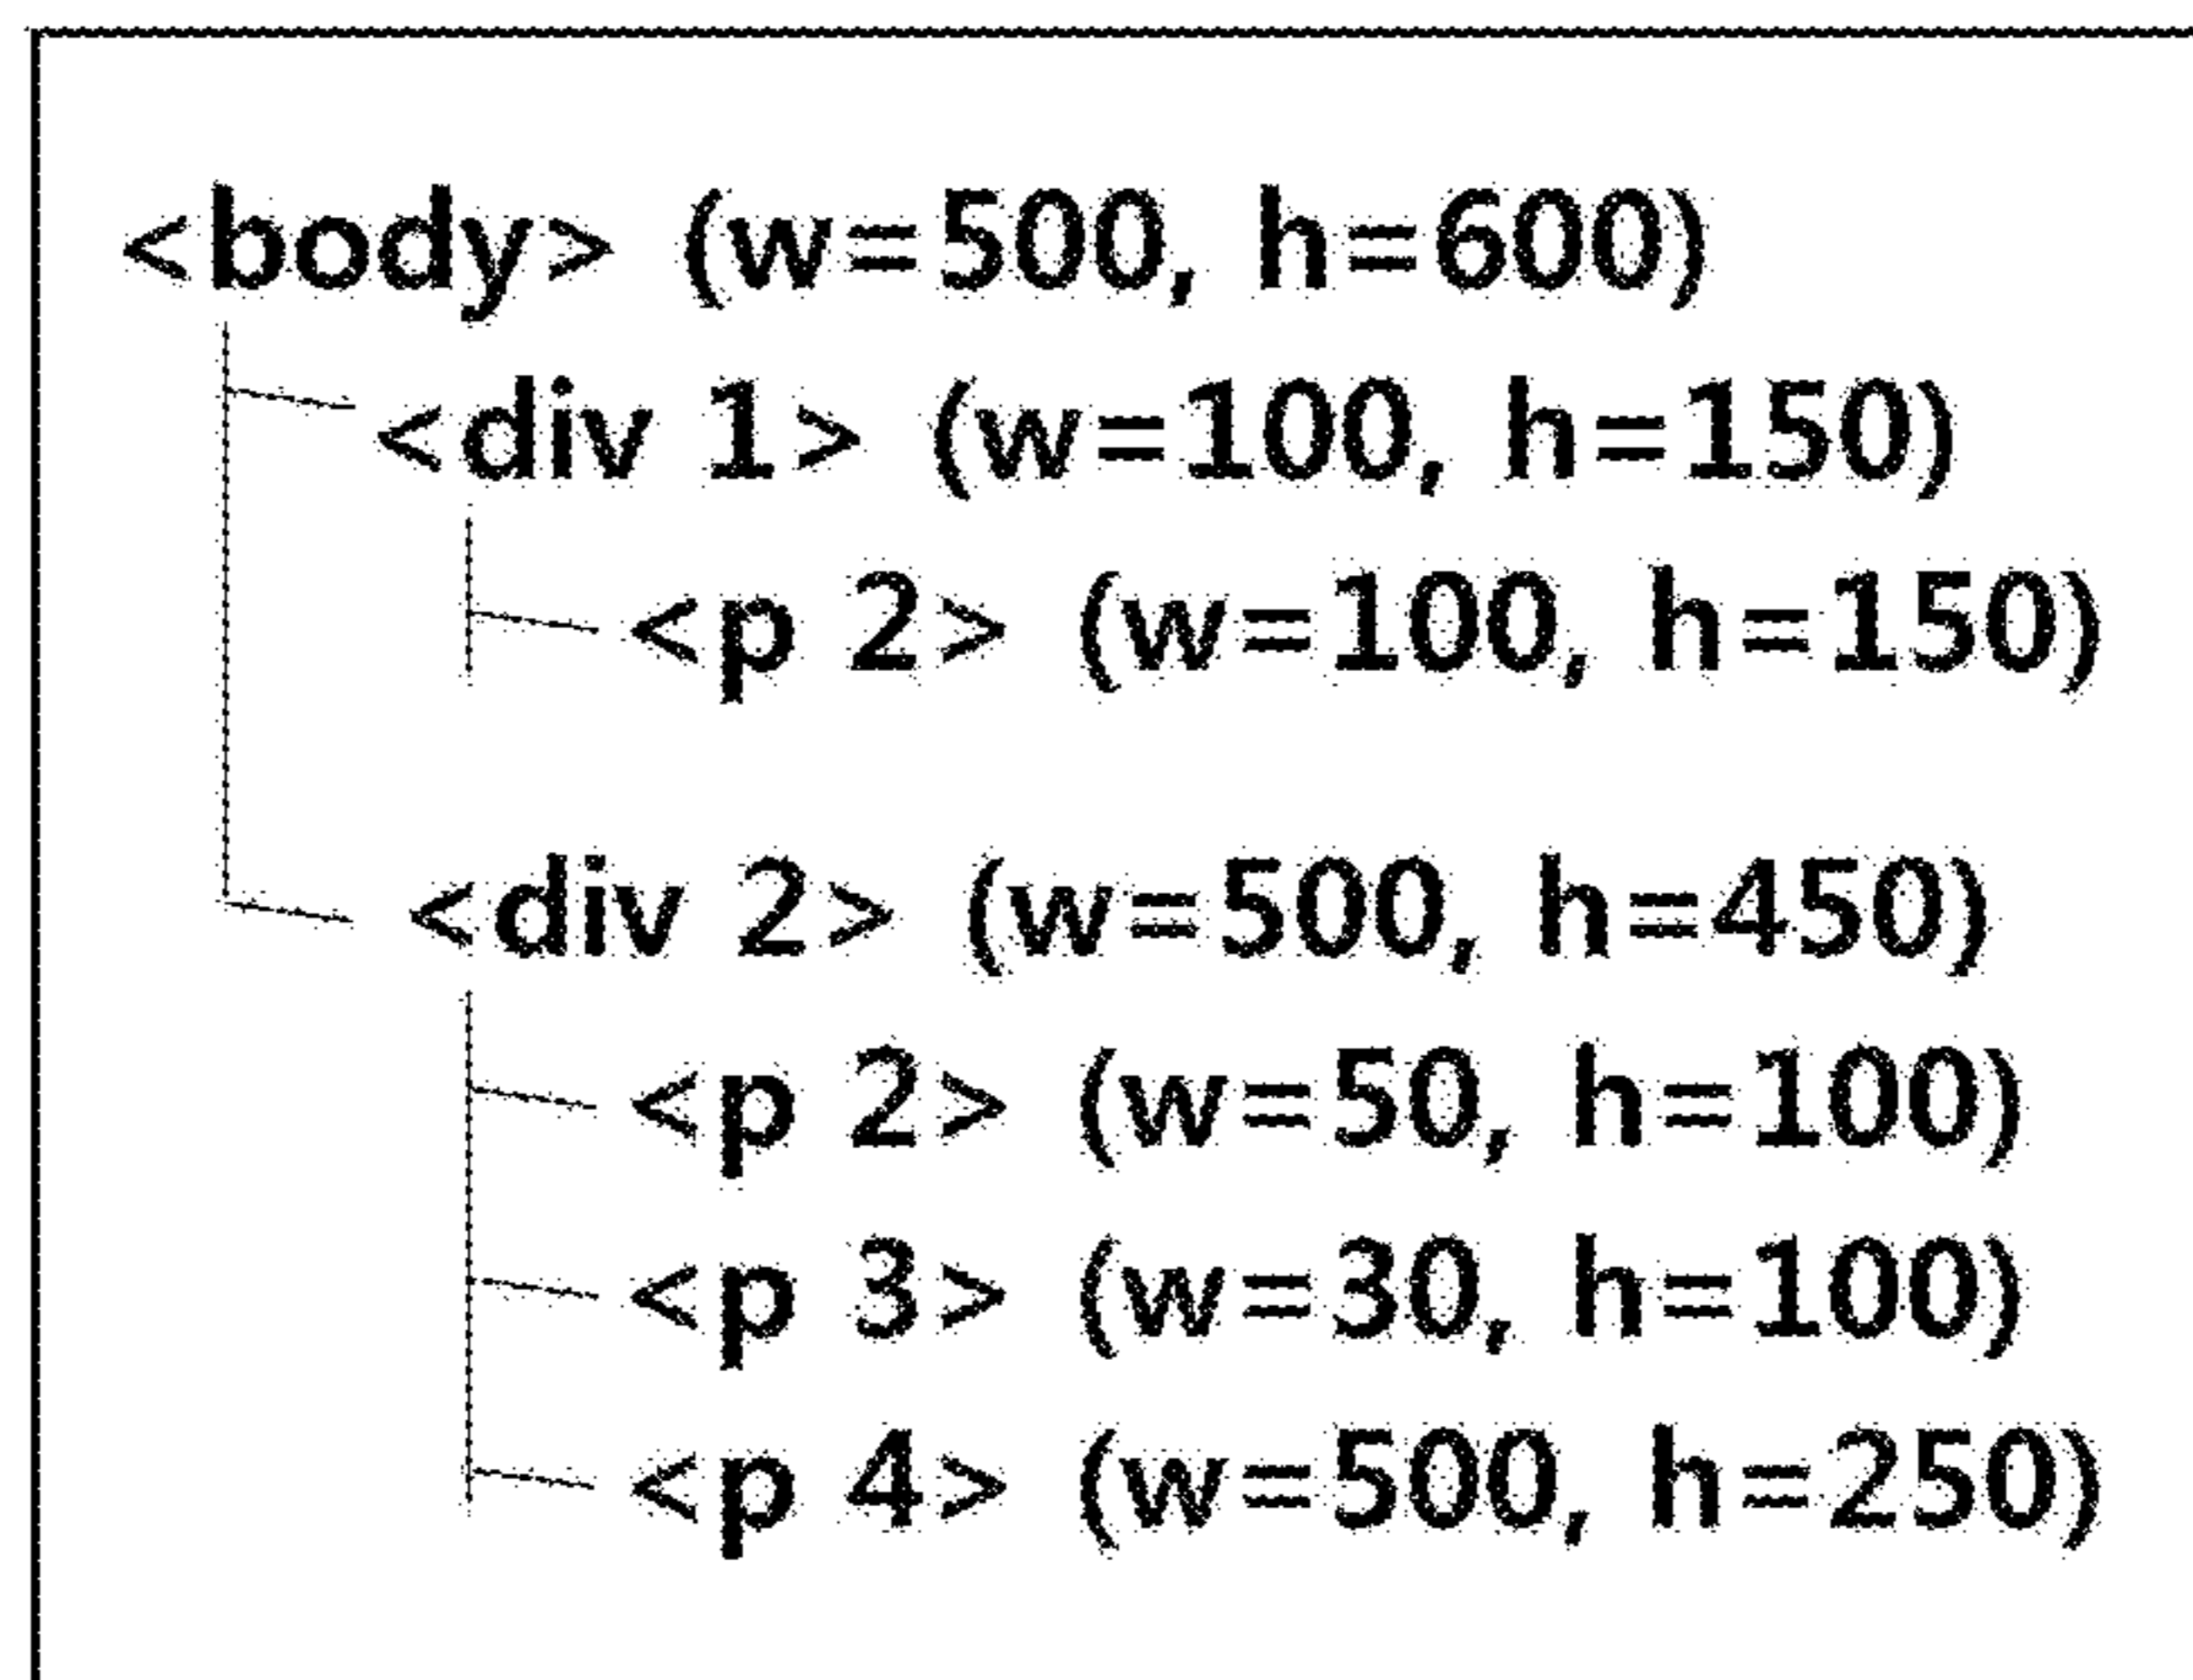 <body> (w=500, h=600)
<div 1> (w=100, h=150)
<p 2> (w=100, h=150)
<div 2> (w=500, h=450)
<p 2> (w=50, h=100)
<p 3> (w=30, h=100)
<p 4> (w=500, h=250)